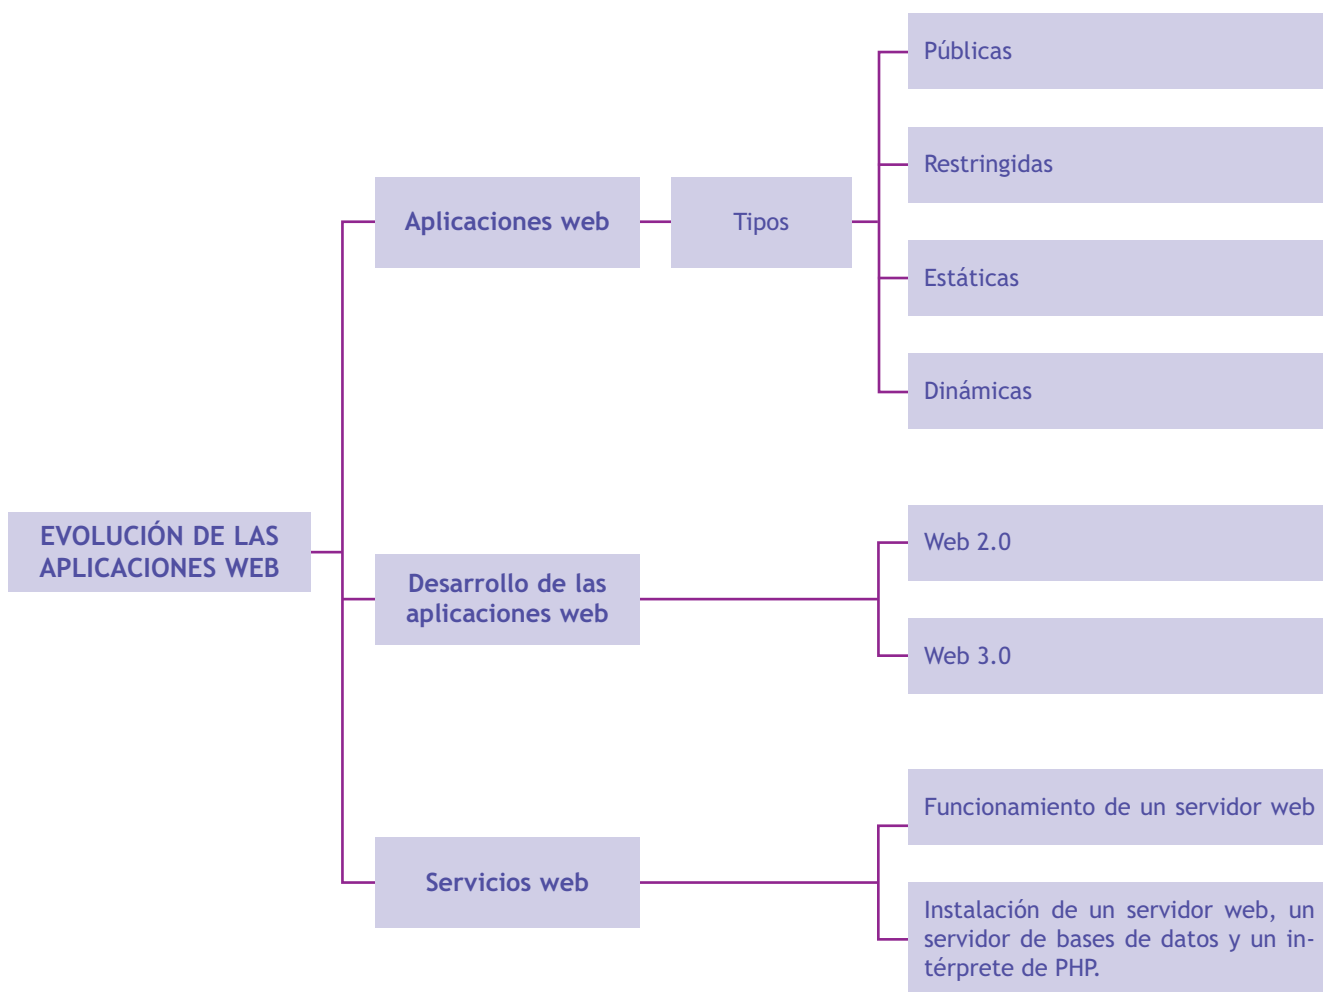 Públicas
Restringidas
Aplicaciones web
Tipos
Estáticas
Dinámicas
EVOLUCIÓN DE LAS
APLICACIONES WEB
Web 2.0
Desarrollo de las
aplicaciones web
Web 3.0
Funcionamiento de un servidor web
Servicios web
Instalación de un servidor web, un
servidor de bases de datos y un in-
térprete de PHP.